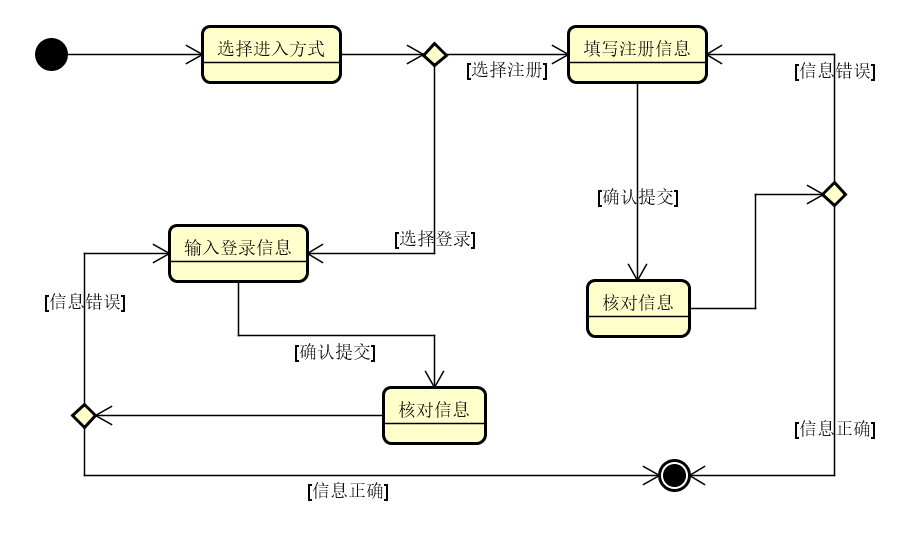 选择进入方式
填写注册信息
[选择注册]
[信息错误]
[确认提交]
[选择登录]
输入登录信息
[信息错误]
核对信息
[确认提交]
核对信息
[信息正确]
[信息正确]